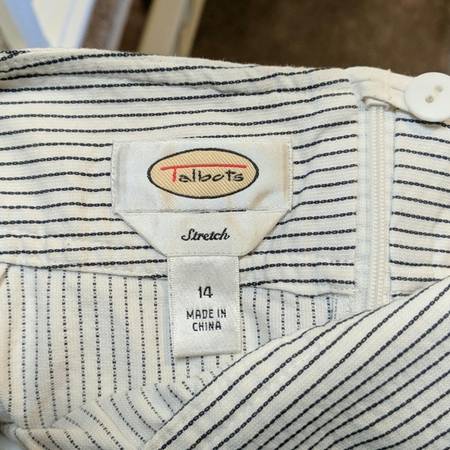 Talbots
Stretch
14
MADE IN
CHINA